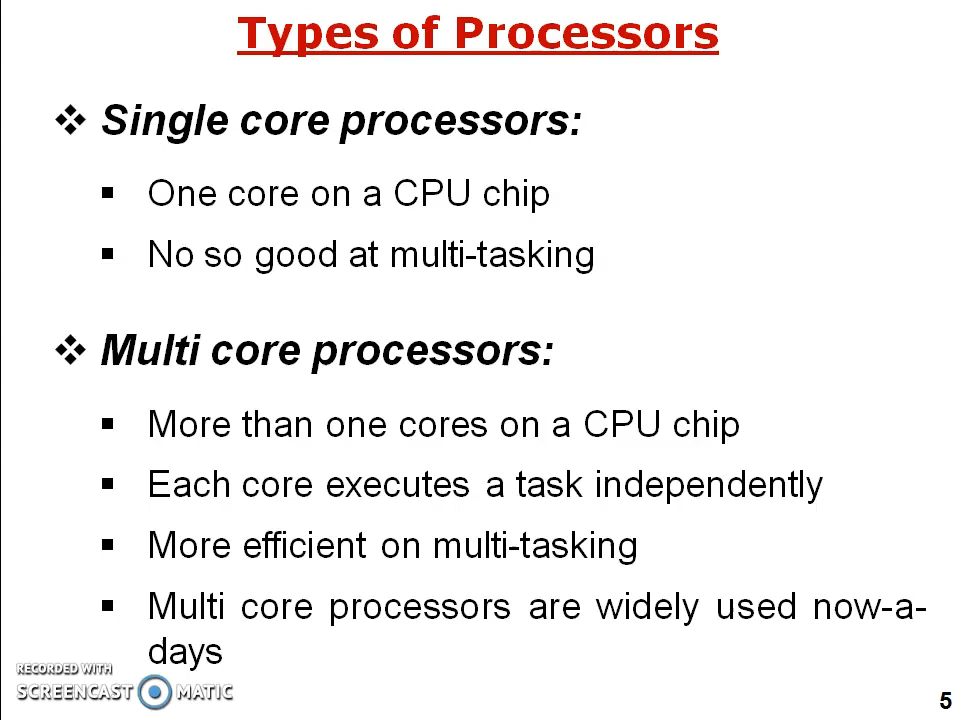 Types of Processors
❖ Single core processors:
▪ One core on a CPU chip
▪ No so good at multi-tasking
❖ Multi core processors:
▪ More than one cores on a CPU chip
▪ Each core executes a task independently
▪ More efficient on multi-tasking
▪ Multi core processors are widely used now-a-
days
RECORDED WITH
SCREENCAST MATIC
5